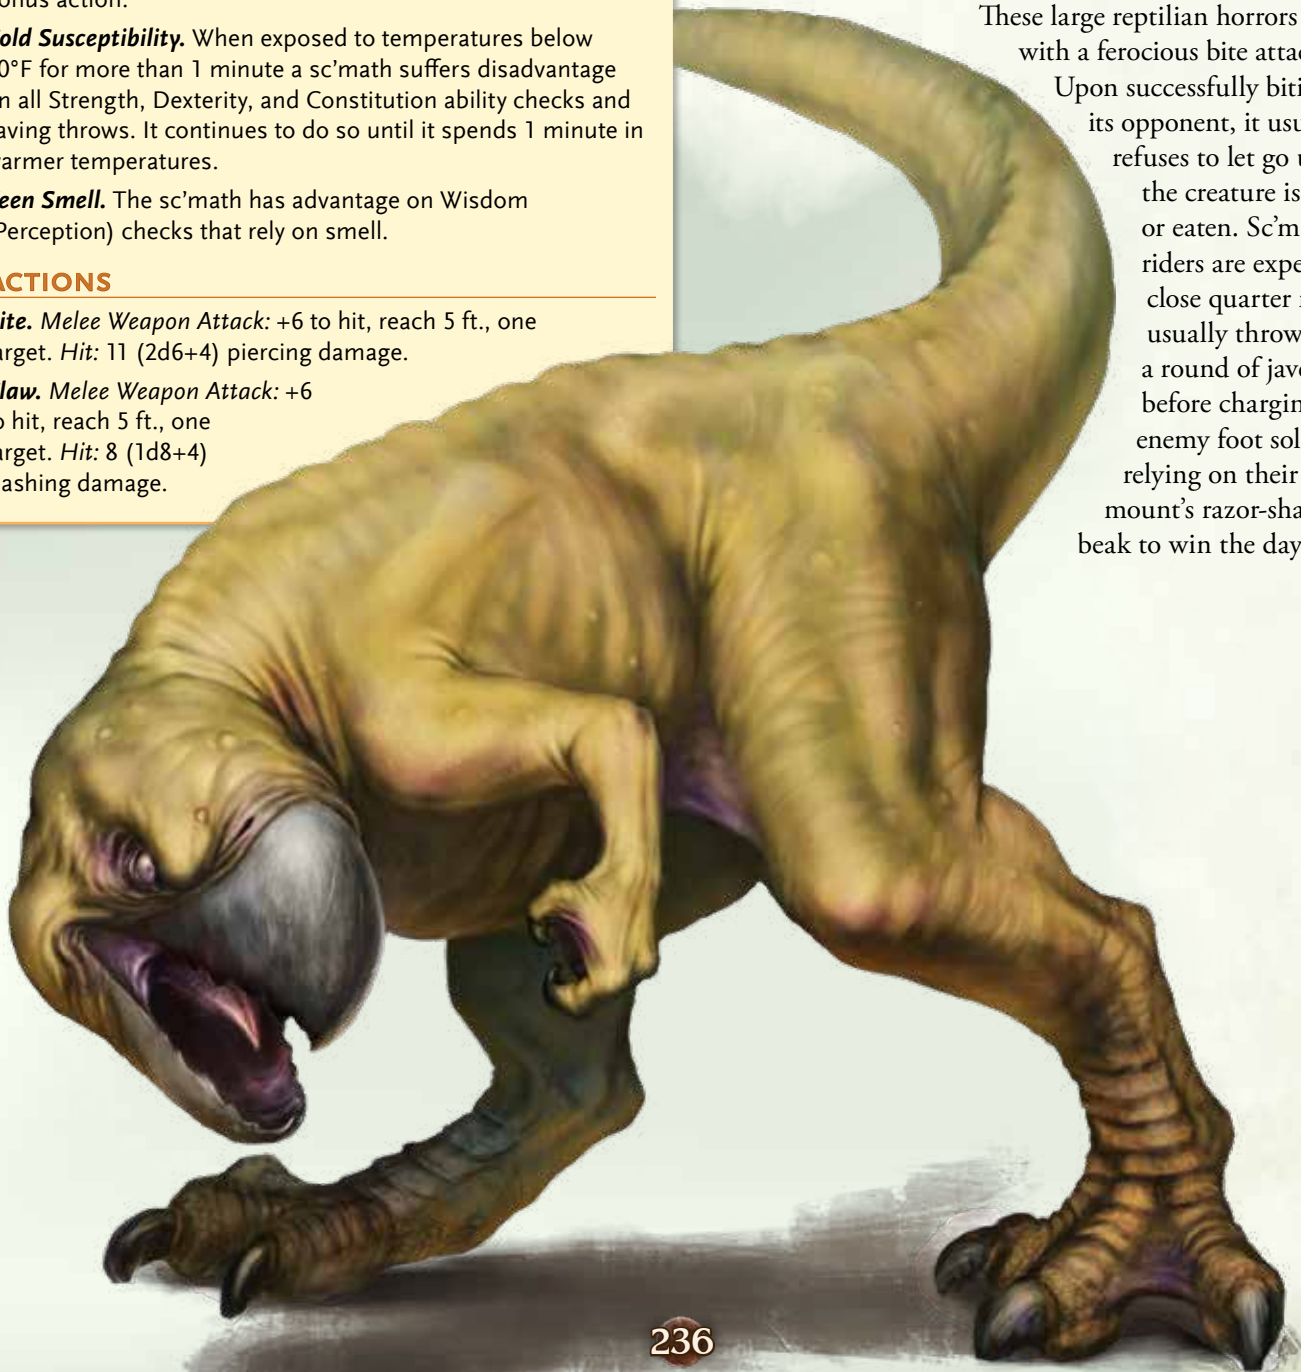 onus action.
old Susceptibility. When exposed to temperatures below
0°F for more than 1 minute a sc’math suffers disadvantage
n all Strength, Dexterity, and Constitution ability checks and
aving throws. It continues to do so until it spends 1 minute in
armer temperatures.
een Smell. The sc’math has advantage on Wisdom
Perception) checks that rely on smell.
ACTIONS
ite. Melee Weapon Attack: +6 to hit, reach 5 ft., one
arget. Hit: 11 (2d6+4) piercing damage.
law. Melee Weapon Attack: +6
o hit, reach 5 ft., one
arget. Hit: 8 (1d8+4)
ashing damage.
These large reptilian horrors
with a ferocious bite attac
Upon successfully biti
its opponent, it usu
refuses to let go
the creature is
or eaten. Sc’m
riders are expe
close quarter
usually throw
a round of jave
before chargin
enemy foot sol
relying on their
mount’s razor-sha
beak to win the day
236